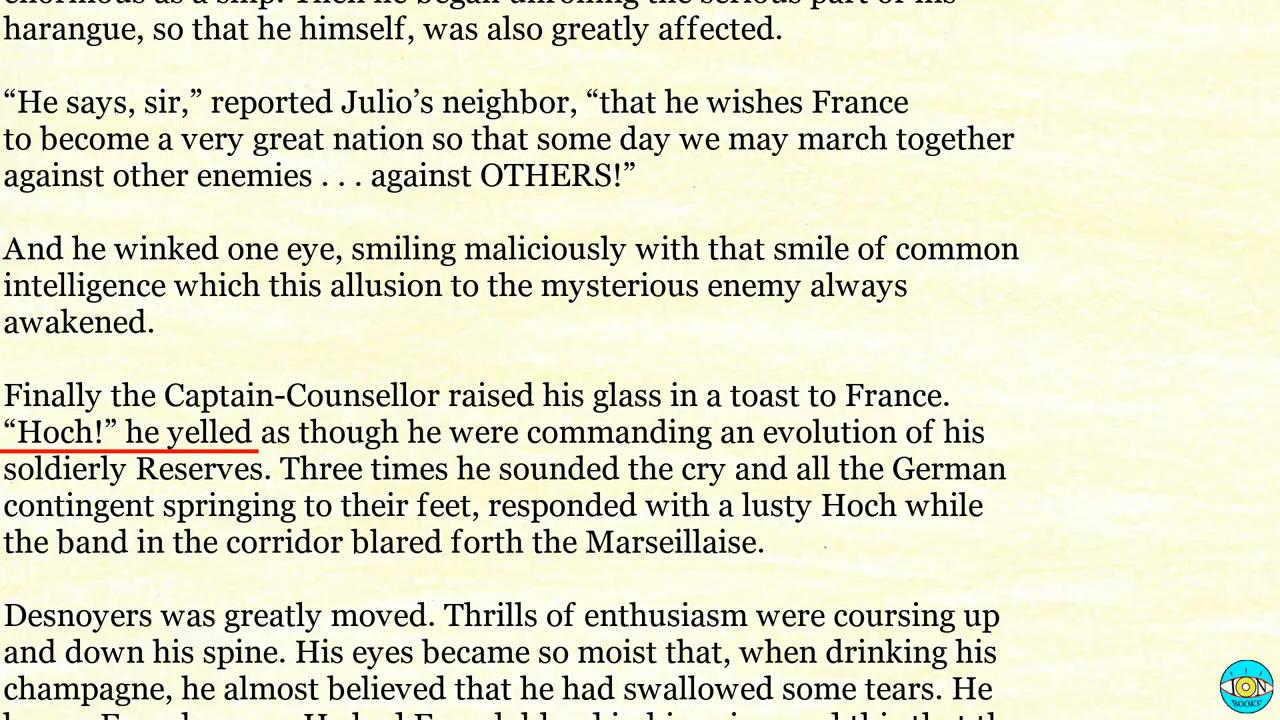 harangue, so that he himself, was also greatly affected.
“He says, sir,” reported Julio’s neighbor, “that he wishes France
to become a very great nation so that some day we may march together
against other enemies . . . against OTHERS!”
And he winked one eye, smiling maliciously with that smile of common
intelligence which this allusion to the mysterious enemy always
awakened.
Finally the Captain-Counsellor raised his glass in a toast to France.
“Hoch!” he yelled as though he were commanding an evolution of his
soldierly Reserves. Three times he sounded the cry and all the German
contingent springing to their feet, responded with a lusty Hoch while
the band in the corridor blared forth the Marseillaise.
Desnoyers was greatly moved. Thrills of enthusiasm were coursing up
and down his spine. His eyes became so moist that, when drinking his
champagne, he almost believed that he had swallowed some tears. He
ION
BOOKS